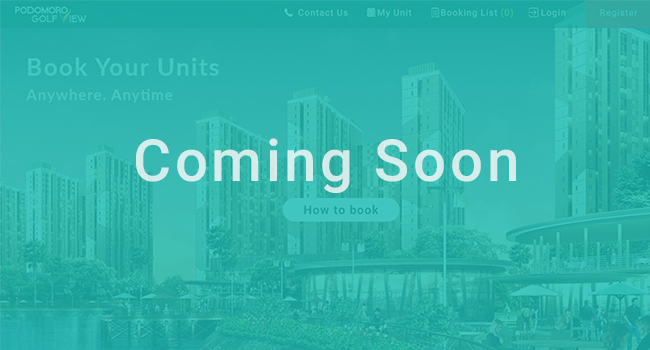 PODOMORO
GOLF VIEW
Contact Us
My Unit
Booking List (0)
Login
Register
Book Your Units
Anywhere. Anytime
Coming Soon
How to book